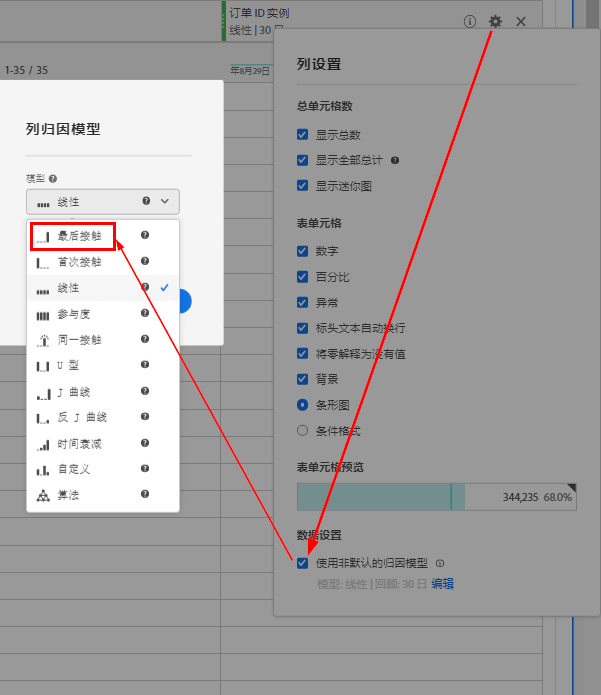 订单 ID 实例
线性 | 30 日
1-35 / 35
年8月29日
列归因模型
模型
线性
最后接触
首次接触
线性
参与度
同一接触
U 型
J 曲线
反 J 曲线
时间衰减
自定义
算法
列设置
总单元格数
显示总数
显示全部总计
显示迷你图
表单元格
数字
百分比
异常
标头文本自动换行
将零解释为没有值
背景
条形图
条件格式
表单元格预览
344,235 68.0%
数据设置
使用非默认的归因模型
模型: 线性 | 回顾: 30 日 编辑